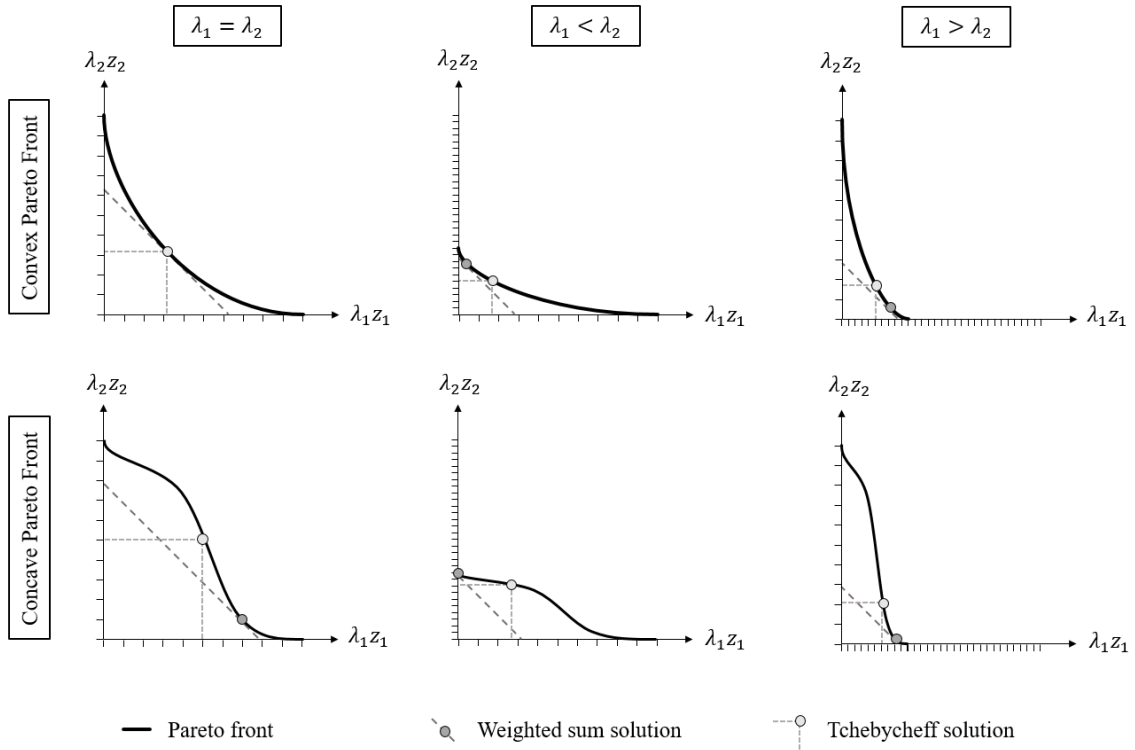 λ₁ = λ₂
λ₁ < λ₂
λ₁ > λ₂
Convex Pareto Front
λ₂z₂
λ₁z₁
λ₂z₂
λ₁z₁
λ₂z₂
λ₁z₁
Concave Pareto Front
λ₂z₂
λ₁z₁
λ₂z₂
λ₁z₁
λ₂z₂
λ₁z₁
Pareto front
Weighted sum solution
Tchebycheff solution